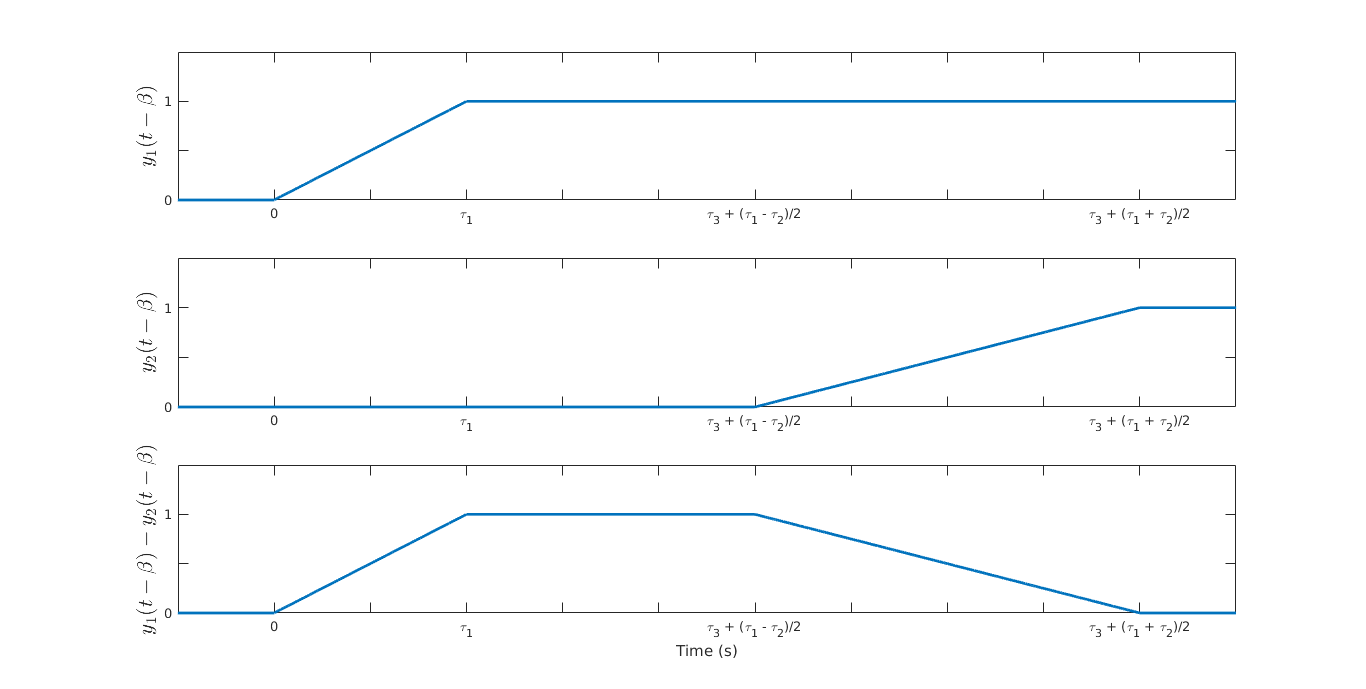 y₁(t − β)
1
0
0 τ₁ τ₃ + (τ₁ - τ₂)/2 τ₃ + (τ₁ + τ₂)/2
y₂(t − β)
1
0
0 τ₁ τ₃ + (τ₁ - τ₂)/2 τ₃ + (τ₁ + τ₂)/2
y₁(t − β) − y₂(t − β)
1
0
0 τ₁ τ₃ + (τ₁ - τ₂)/2 τ₃ + (τ₁ + τ₂)/2
Time (s)